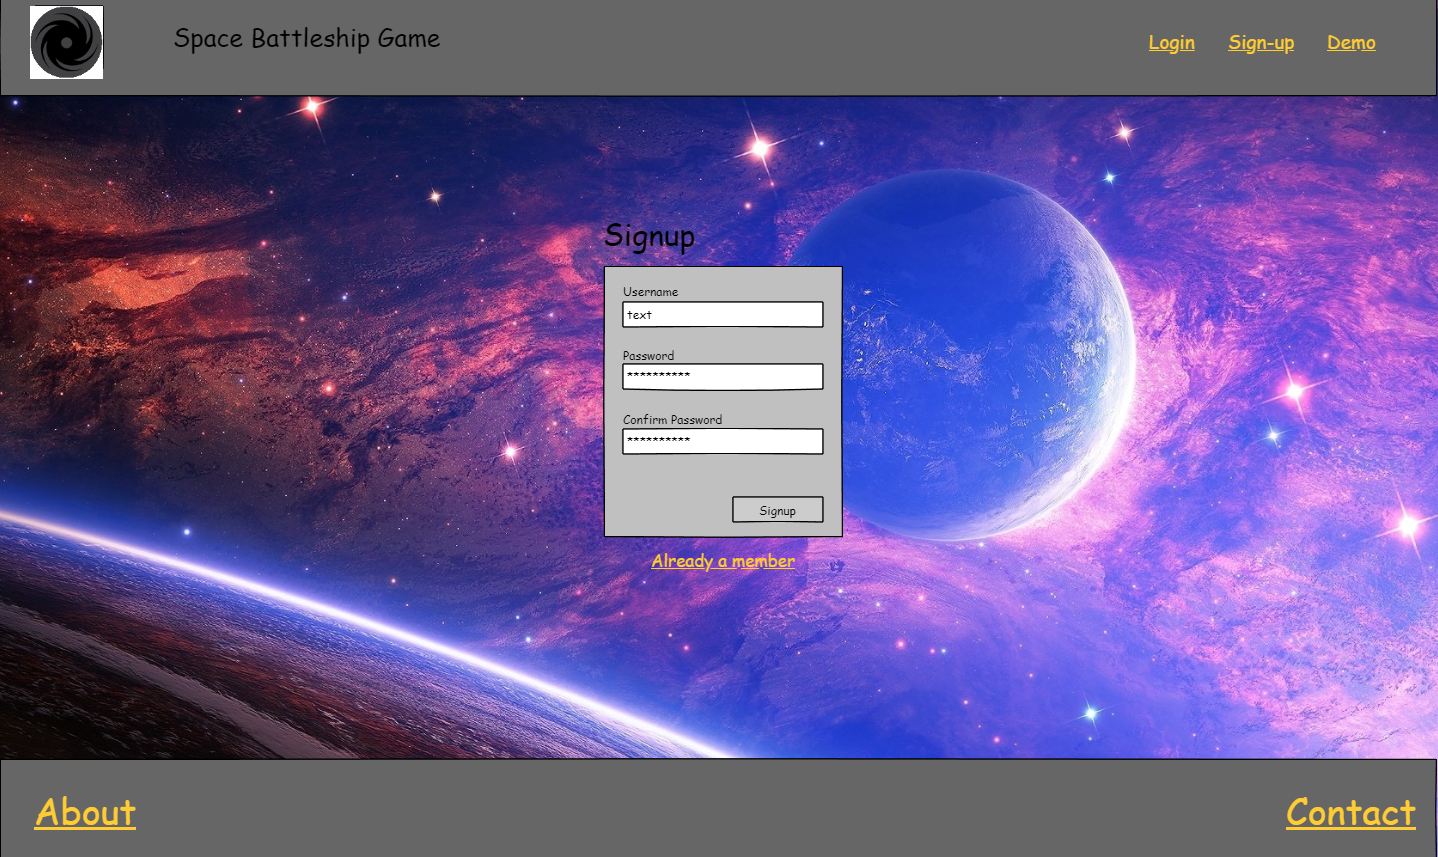 Space Battleship Game
Login Sign-up Demo
Signup
Username
text
Password
**********
Confirm Password
**********
Signup
Already a member
About
Contact